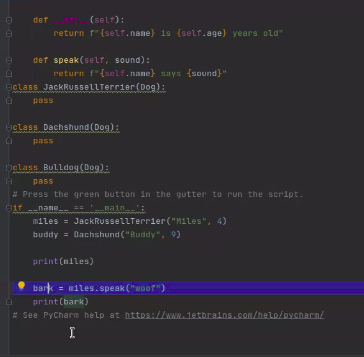 def __str__(self):
return f"{self.name} is {self.age} years old"
def speak(self, sound):
return f"{self.name} says {sound}"
class JackRussellTerrier(Dog):
pass
class Dachshund(Dog):
pass
class Bulldog(Dog):
pass
# Press the green button in the gutter to run the script.
if __name__ == '__main__':
miles = JackRussellTerrier("Miles", 4)
buddy = Dachshund("Buddy", 9)
print(miles)
bark = miles.speak("woof")
print(bark)
# See PyCharm help at https://www.jetbrains.com/help/pycharm/